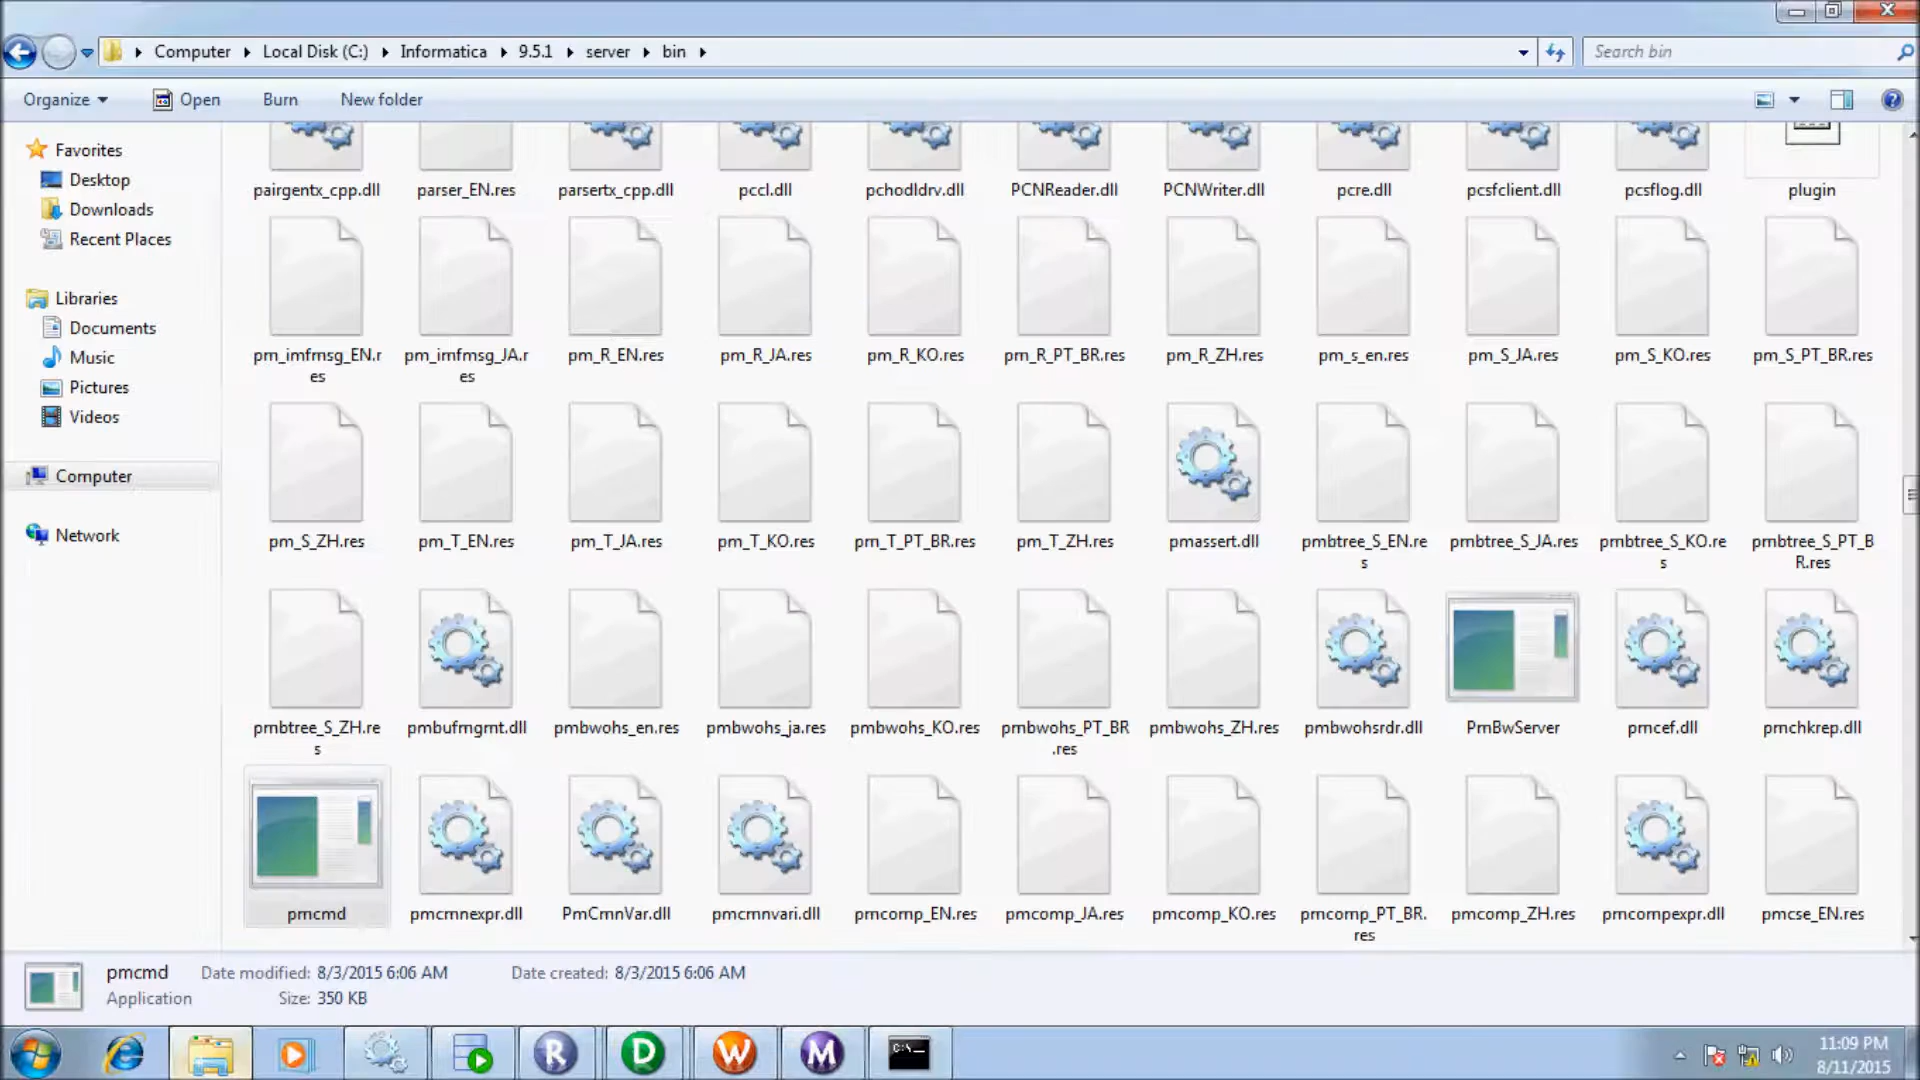 Computer Local Disk (C:) Informatica 9.5.1 server bin
Search bin
Organize Open Burn New folder
Favorites
Desktop
Downloads
Recent Places
Libraries
Documents
Music
Pictures
Videos
Computer
Network
pairgentx_cpp.dll parser_EN.res parsertx_cpp.dll pccl.dll pchodldrv.dll PCNReader.dll PCNWriter.dll pcre.dll pcsfclient.dll pcsflog.dll plugin
pm_imfmsg_EN.r pm_imfmsg_JA.r pm_R_EN.res pm_R_JA.res pm_R_KO.res pm_R_PT_BR.res pm_R_ZH.res pm_s_en.res pm_S_JA.res pm_S_KO.res pm_S_PT_BR.res
es es
pm_S_ZH.res pm_T_EN.res pm_T_JA.res pm_T_KO.res pm_T_PT_BR.res pm_T_ZH.res pmassert.dll pmbtree_S_EN.re pmbtree_S_JA.res pmbtree_S_KO.re pmbtree_S_PT_B
s s R.res
pmbtree_S_ZH.re pmbufmgmt.dll pmbwohs_en.res pmbwohs_ja.res pmbwohs_KO.res pmbwohs_PT_BR pmbwohs_ZH.res pmbwohsrdr.dll PmBwServer pmcef.dll pmchkrep.dll
s .res
pmcmd pmcmnexpr.dll PmCmnVar.dll pmcmnvari.dll pmcomp_EN.res pmcomp_JA.res pmcomp_KO.res pmcomp_PT_BR. pmcomp_ZH.res pmcompexpr.dll pmcse_EN.res
res
pmcmd Date modified: 8/3/2015 6:06 AM Date created: 8/3/2015 6:06 AM
Application Size: 350 KB
R D W M C:\_
11:09 PM
8/11/2015